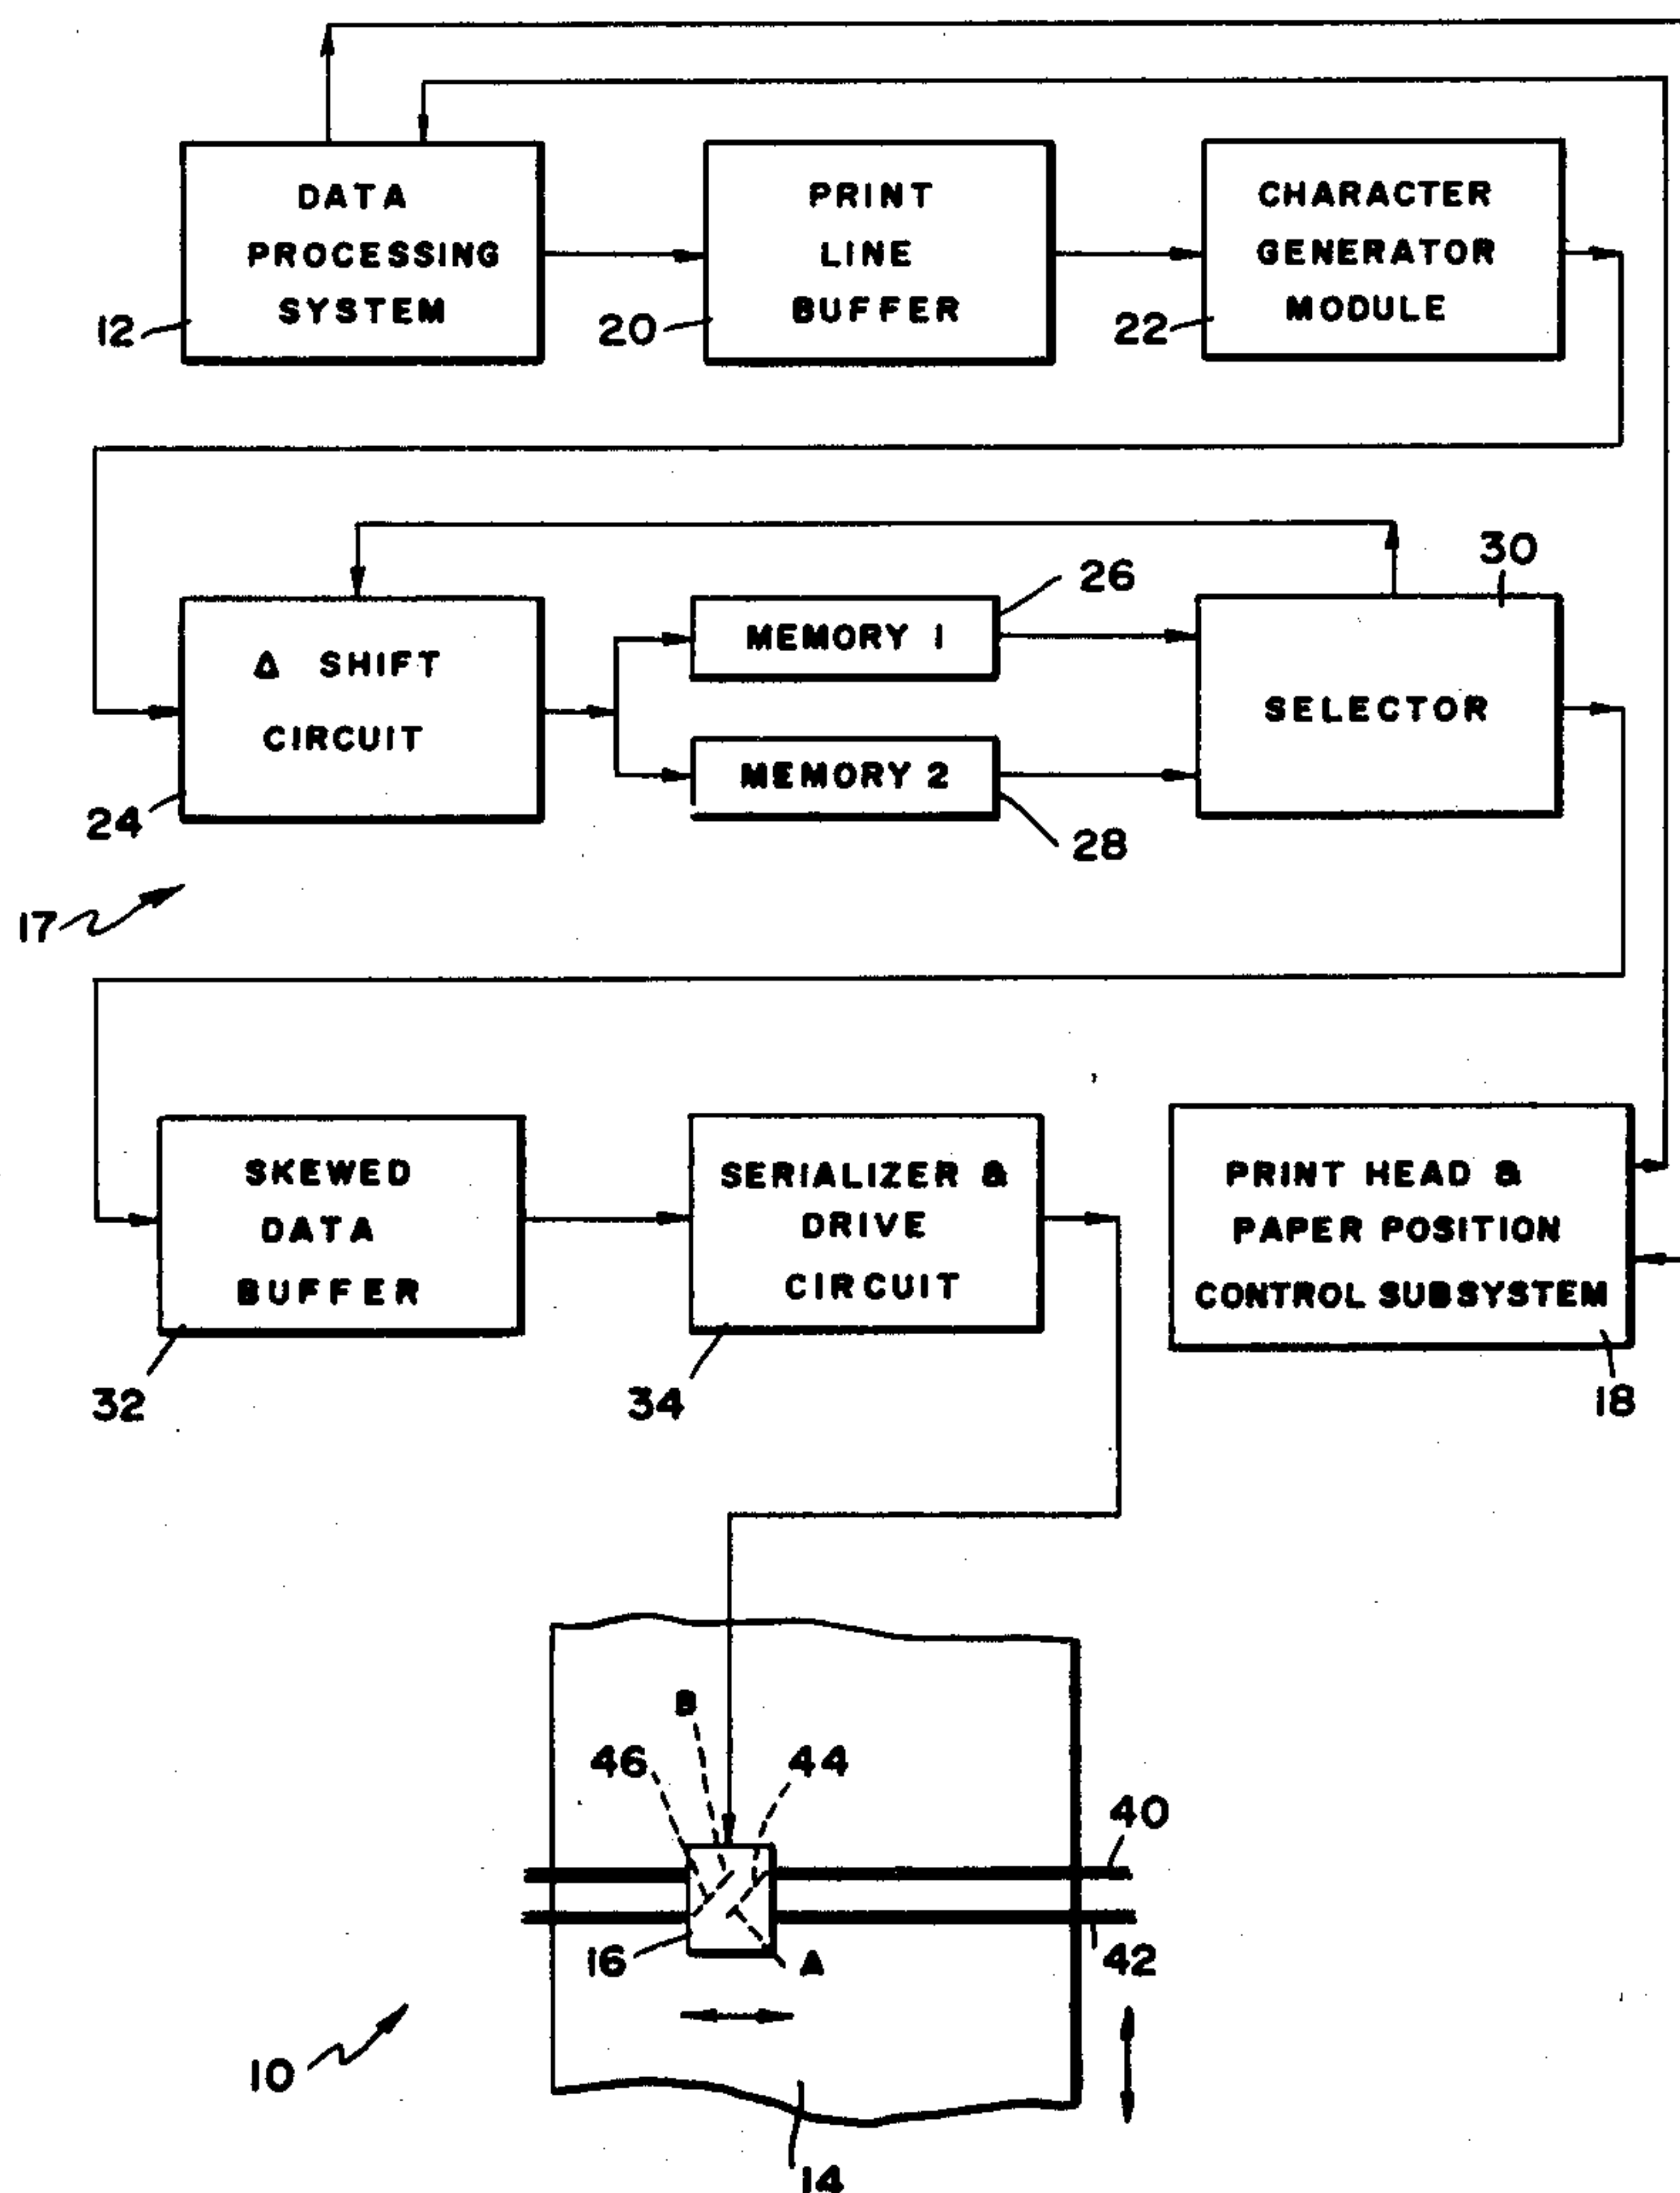 DATA
PROCESSING
SYSTEM
12
PRINT
LINE
BUFFER
20
CHARACTER
GENERATOR
MODULE
22
Δ SHIFT
CIRCUIT
24
MEMORY 1
26
MEMORY 2
28
SELECTOR
30
17
SKEWED
DATA
BUFFER
32
SERIALIZER &
DRIVE
CIRCUIT
34
PRINT HEAD &
PAPER POSITION
CONTROL SUBSYSTEM
18
B
46
44
40
16
A
42
10
14